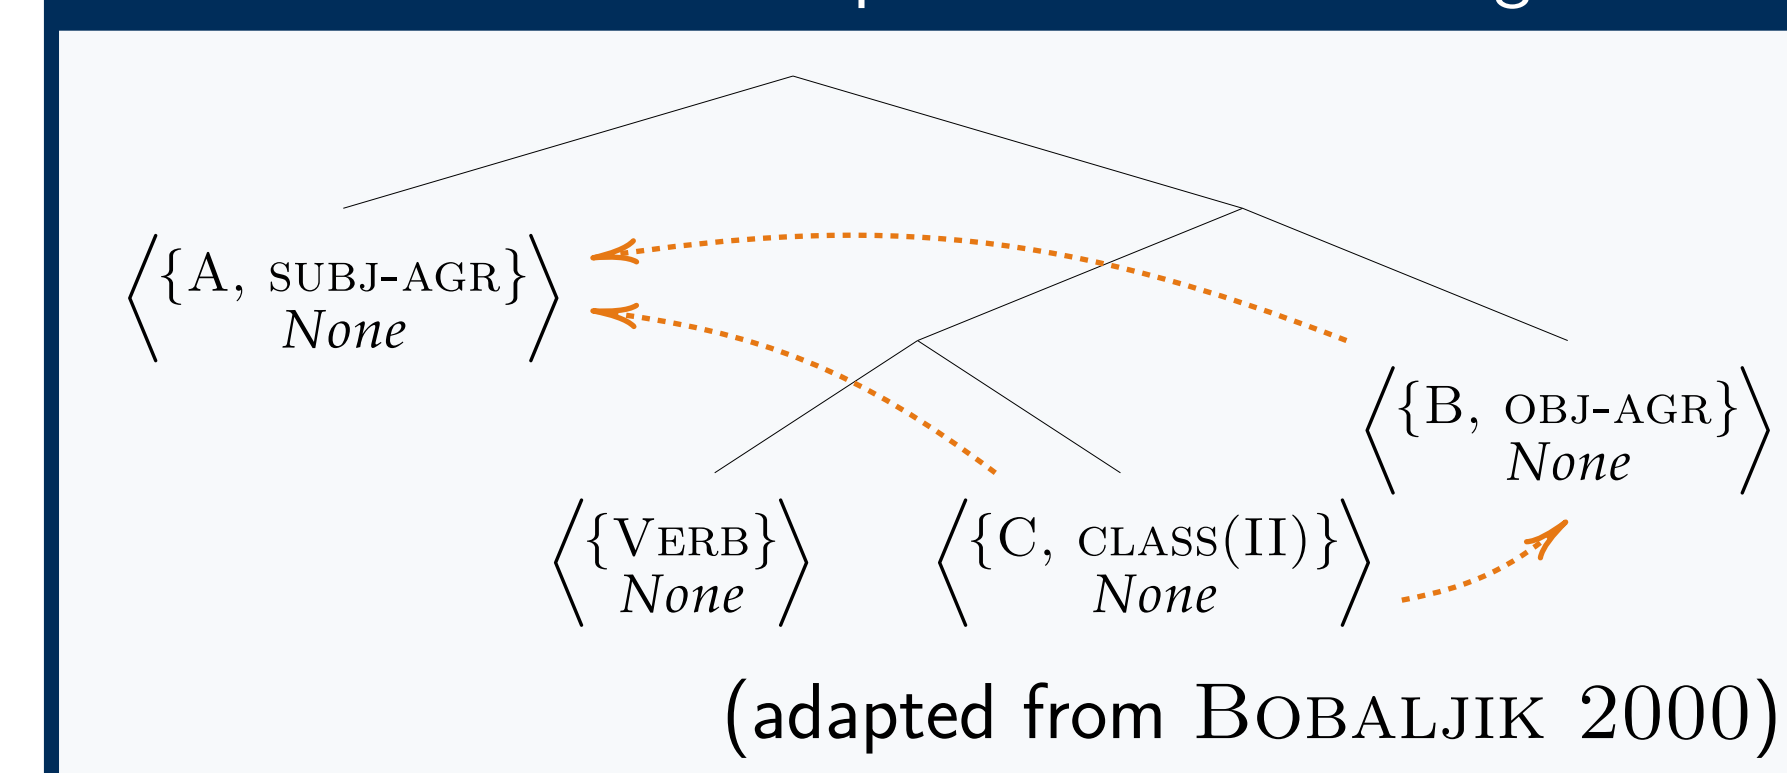 {A, SUBJ-AGR}
None
{B, OBJ-AGR}
None
{VERB}
None
{C, CLASS(II)}
None
(adapted from BOBALJIK 2000)